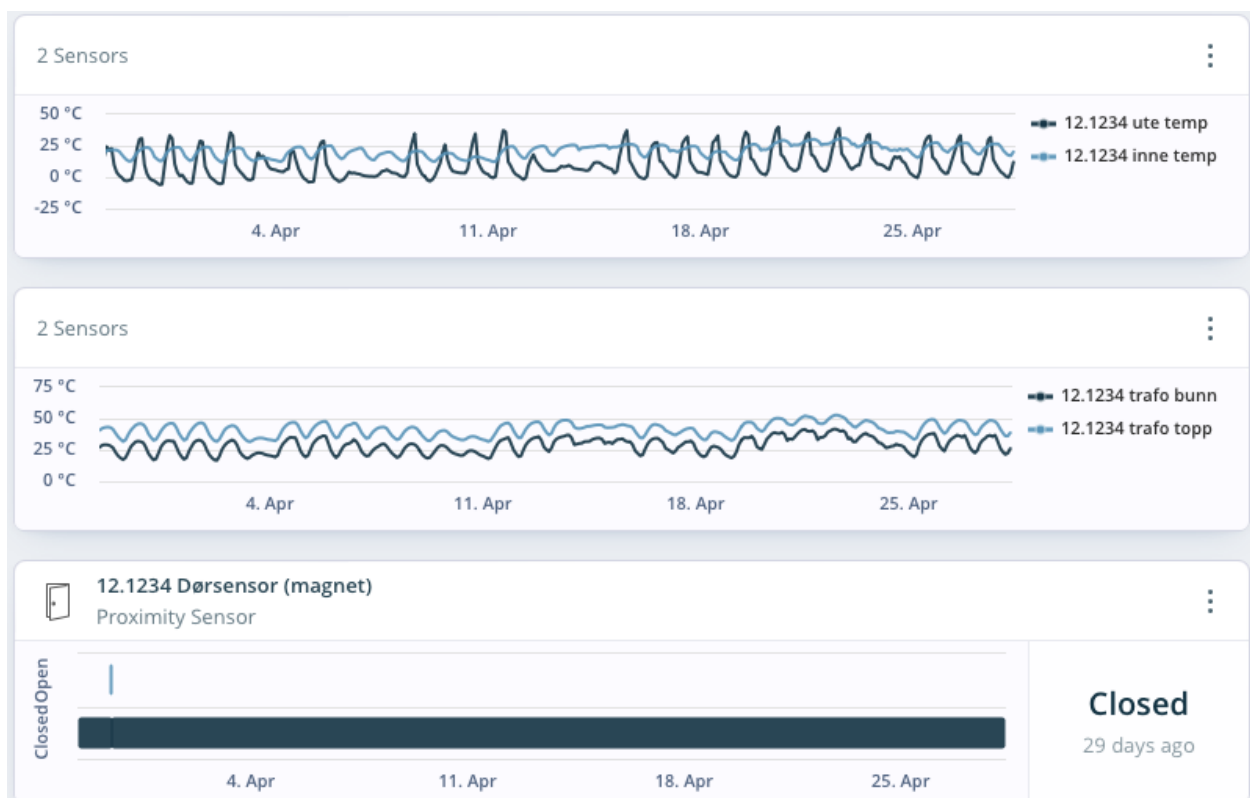 2 Sensors
50 °C
25 °C
0 °C
-25 °C
4. Apr 11. Apr 18. Apr 25. Apr
12.1234 ute temp
12.1234 inne temp
2 Sensors
75 °C
50 °C
25 °C
0 °C
4. Apr 11. Apr 18. Apr 25. Apr
12.1234 trafo bunn
12.1234 trafo topp
12.1234 Dørsensor (magnet)
Proximity Sensor
Open
Closed
4. Apr 11. Apr 18. Apr 25. Apr
Closed
29 days ago